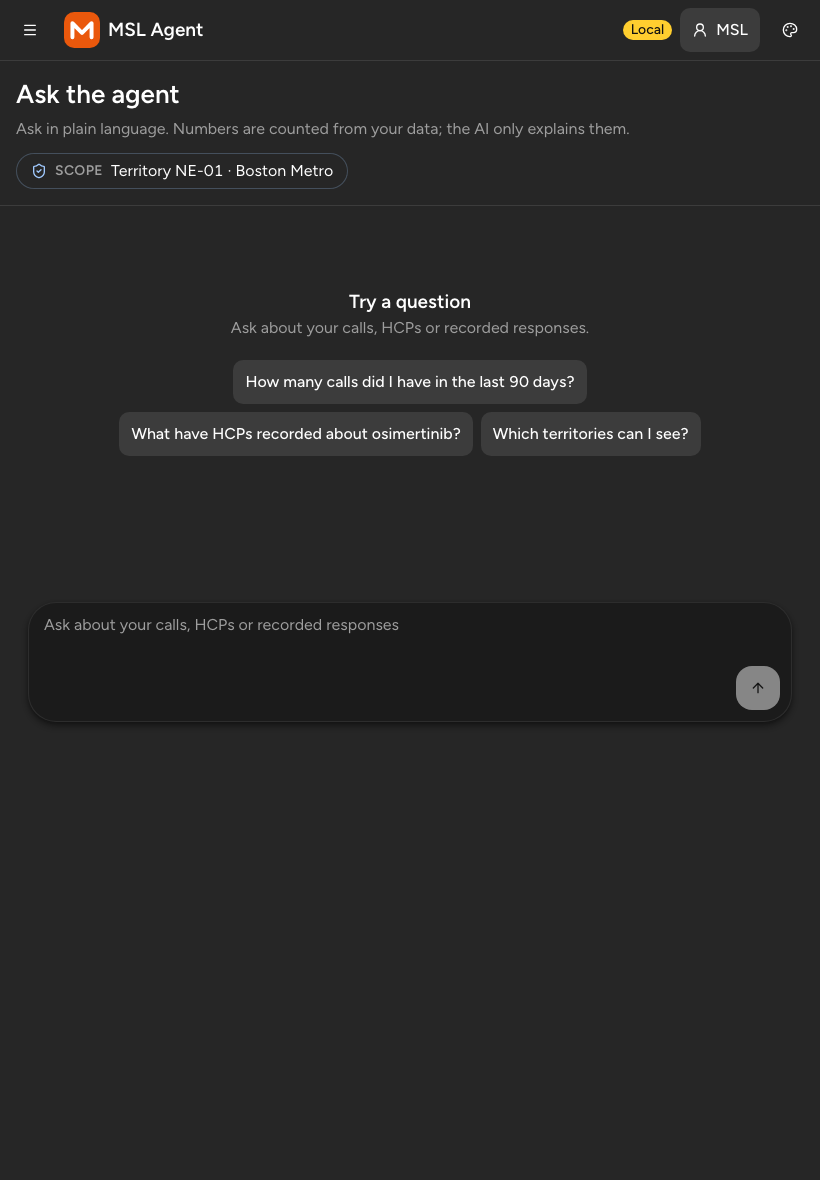 MSL Agent
Local
MSL
Ask the agent
Ask in plain language. Numbers are counted from your data; the AI only explains them.
SCOPE Territory NE-01 · Boston Metro
Try a question
Ask about your calls, HCPs or recorded responses.
How many calls did I have in the last 90 days?
What have HCPs recorded about osimertinib?
Which territories can I see?
Ask about your calls, HCPs or recorded responses